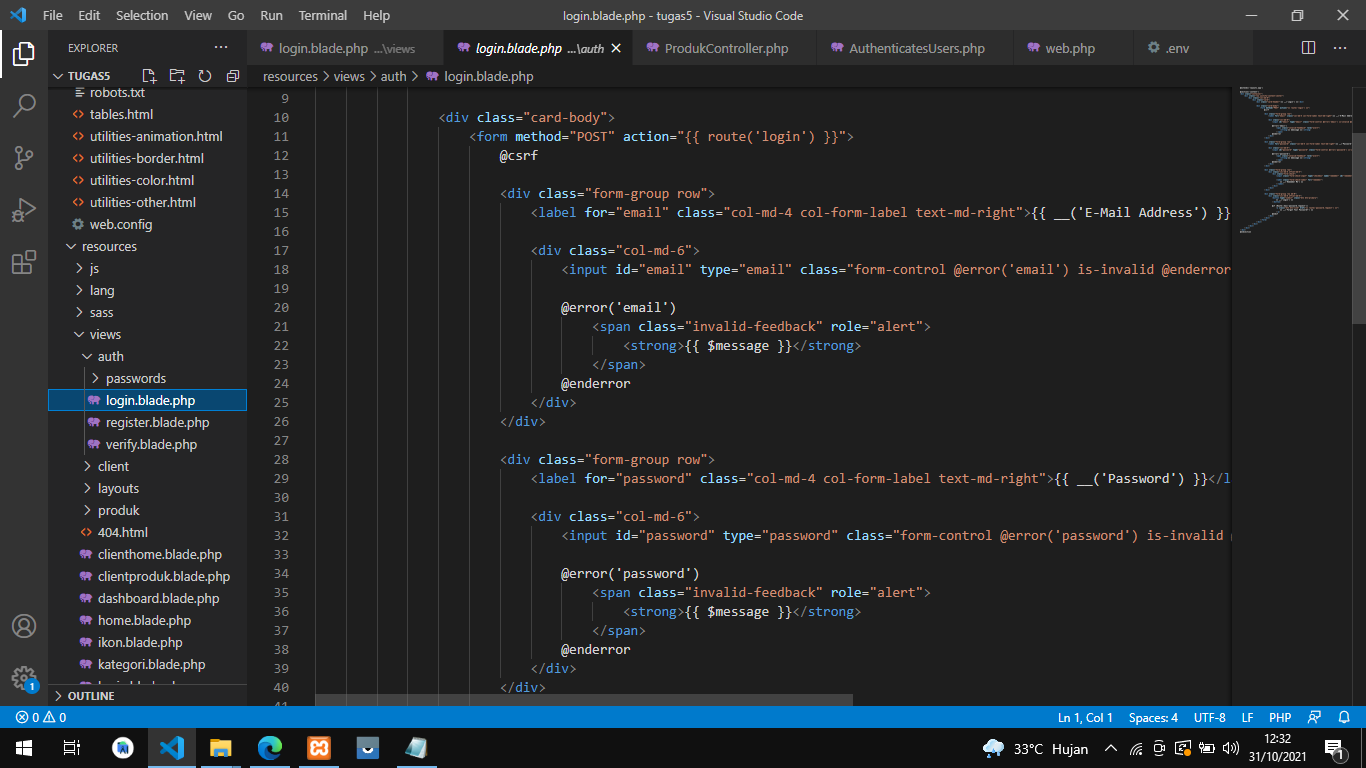 File Edit Selection View Go Run Terminal Help login.blade.php - tugas5 - Visual Studio Code
EXPLORER ···
login.blade.php ...\views login.blade.php ...\auth ProdukController.php AuthenticatesUsers.php web.php .env ···
TUGAS5
resources > views > auth > login.blade.php
robots.txt
tables.html
utilities-animation.html
utilities-border.html
utilities-color.html
utilities-other.html
web.config
resources
js
lang
sass
views
auth
passwords
login.blade.php
register.blade.php
verify.blade.php
client
layouts
produk
404.html
clienthome.blade.php
clientproduk.blade.php
dashboard.blade.php
home.blade.php
ikon.blade.php
kategori.blade.php
OUTLINE
9
10 <div class="card-body">
11 <form method="POST" action="{{ route('login') }}">
12 @csrf
13
14 <div class="form-group row">
15 <label for="email" class="col-md-4 col-form-label text-md-right">{{ __('E-Mail Address') }}
16
17 <div class="col-md-6">
18 <input id="email" type="email" class="form-control @error('email') is-invalid @enderror
19
20 @error('email')
21 <span class="invalid-feedback" role="alert">
22 <strong>{{ $message }}</strong>
23 </span>
24 @enderror
25 </div>
26 </div>
27
28 <div class="form-group row">
29 <label for="password" class="col-md-4 col-form-label text-md-right">{{ __('Password') }}</l
30
31 <div class="col-md-6">
32 <input id="password" type="password" class="form-control @error('password') is-invalid
33
34 @error('password')
35 <span class="invalid-feedback" role="alert">
36 <strong>{{ $message }}</strong>
37 </span>
38 @enderror
39 </div>
40 </div>
41
1
0 0 Ln 1, Col 1 Spaces: 4 UTF-8 LF PHP
33°C Hujan 12:32
31/10/2021
1